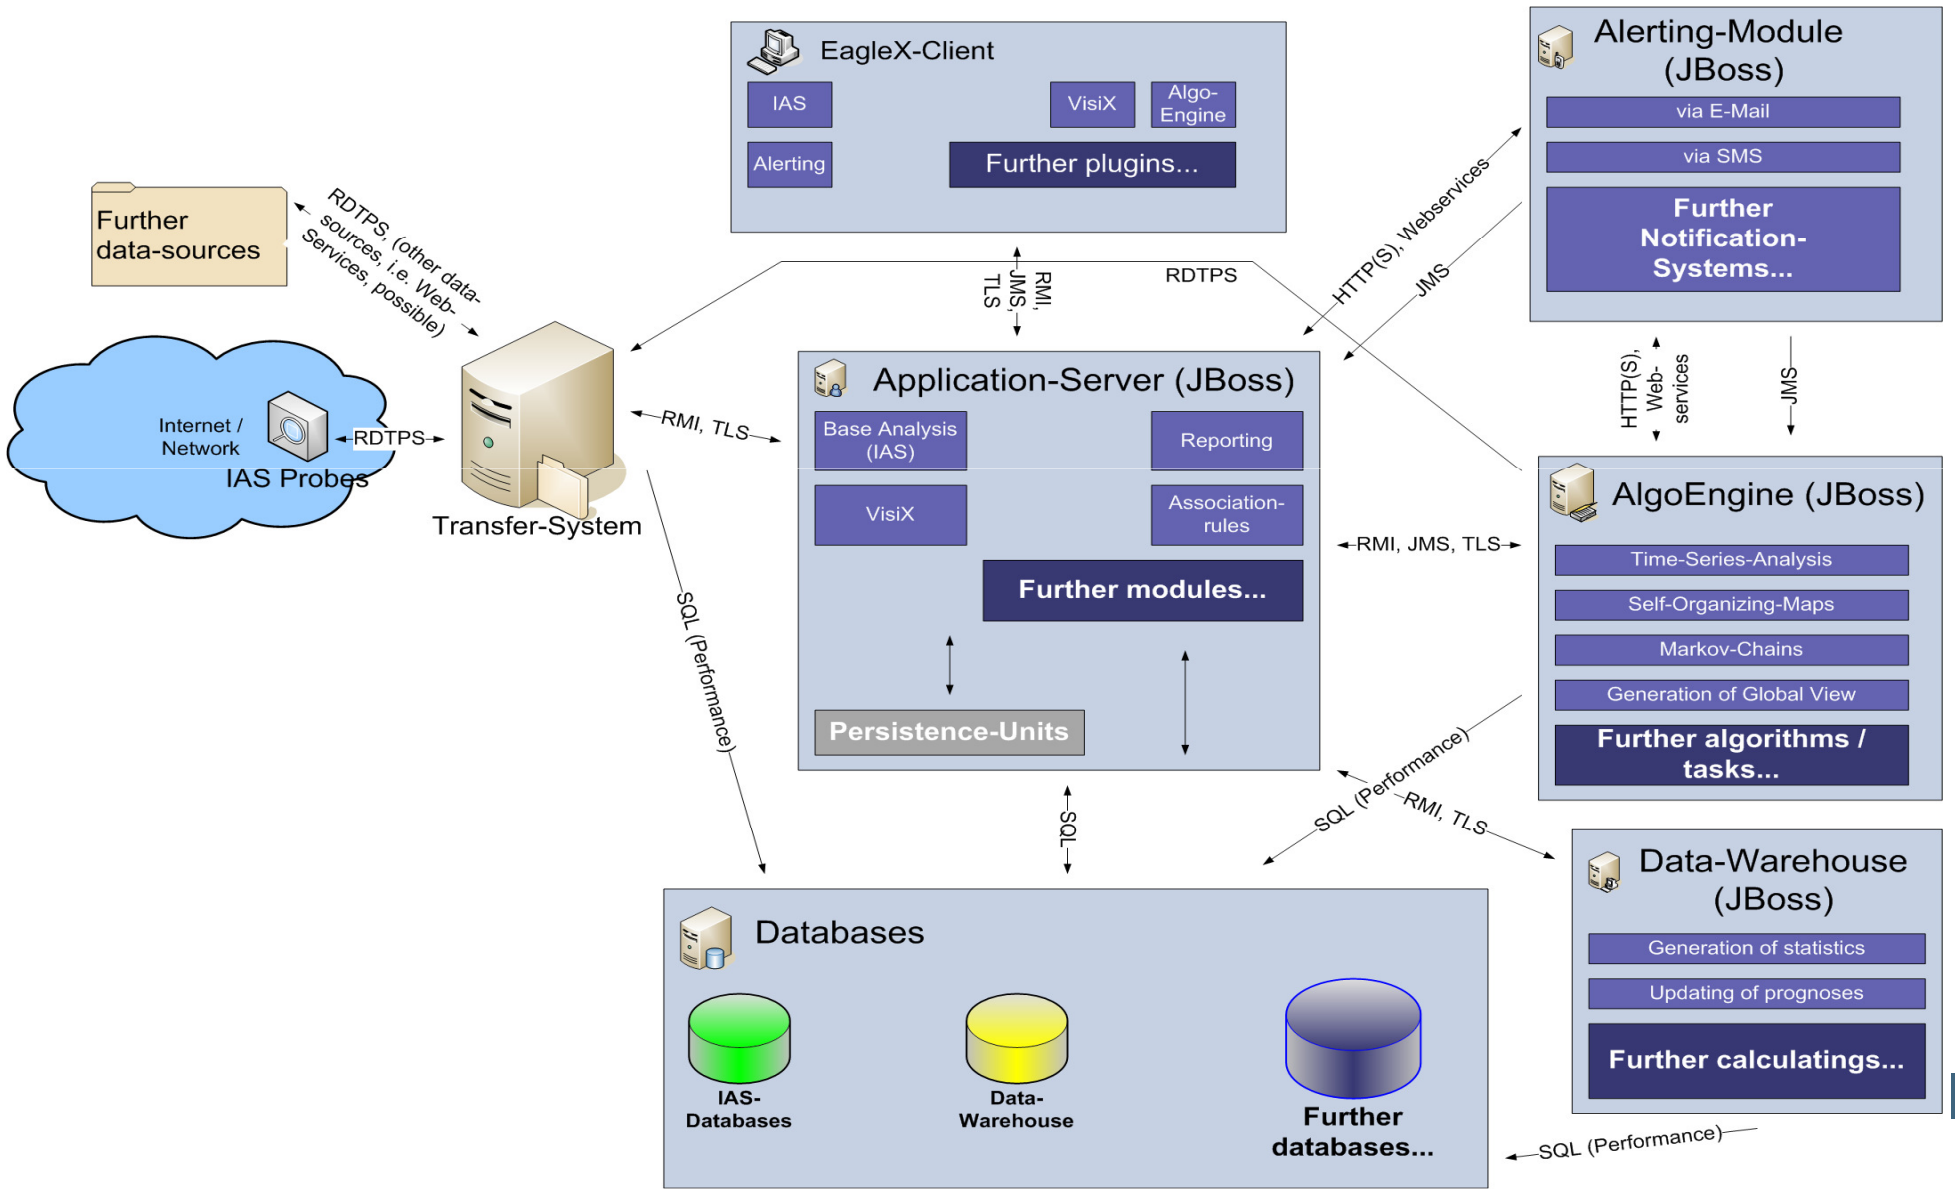 EagleX-Client
IAS
VisiX
Algo-
Engine
Alerting
Further plugins...
Alerting-Module
(JBoss)
via E-Mail
via SMS
Further
Notification-
Systems...
Further
data-sources
RDTPS, (other data-
sources, i.e. Web-
Services, possible)
RMI,
JMS,
TLS
RDTPS
HTTP(S), Webservices
JMS
HTTP(S),
Web-
services
JMS
Internet /
Network
IAS Probes
RDTPS
Transfer-System
RMI, TLS
Application-Server (JBoss)
Base Analysis
(IAS)
Reporting
VisiX
Association-
rules
Further modules...
Persistence-Units
RMI, JMS, TLS
AlgoEngine (JBoss)
Time-Series-Analysis
Self-Organizing-Maps
Markov-Chains
Generation of Global View
Further algorithms /
tasks...
SQL (Performance)
SQL
SQL (Performance)
RMI, TLS
Data-Warehouse
(JBoss)
Generation of statistics
Updating of prognoses
Further calculatings...
Databases
IAS-
Databases
Data-
Warehouse
Further
databases...
SQL (Performance)